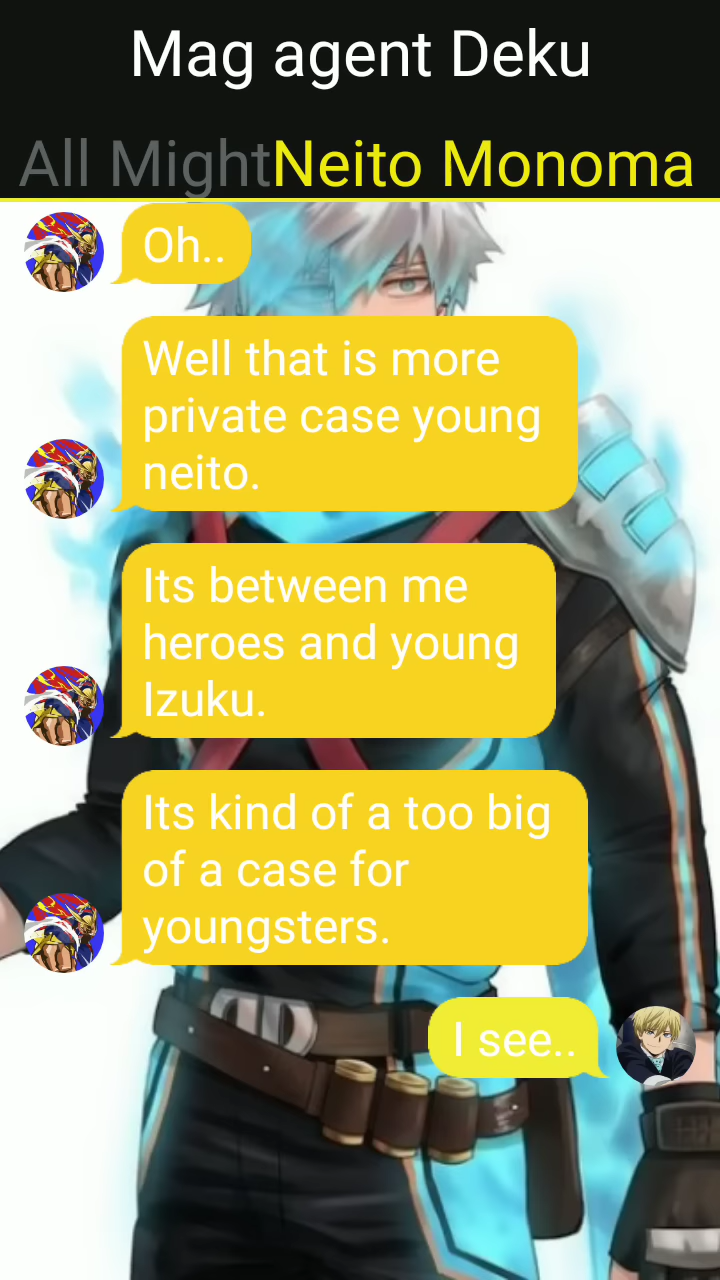 Mag agent Deku
All Might Neito Monoma
Oh..
Well that is more
private case young
neito.
Its between me
heroes and young
Izuku.
Its kind of a too big
of a case for
youngsters.
I see..